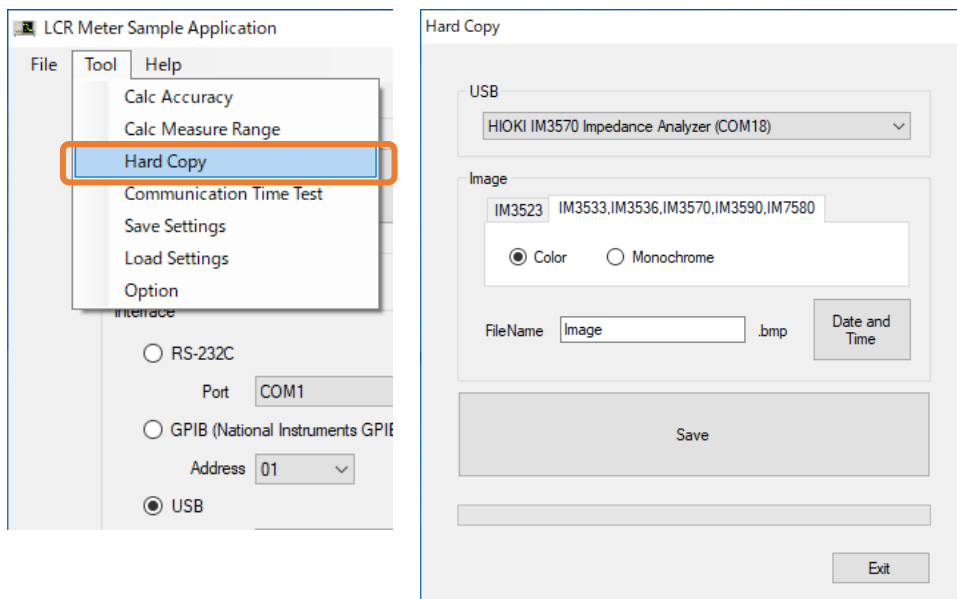 LCR Meter Sample Application
File Tool Help
Calc Accuracy
Calc Measure Range
Hard Copy
Communication Time Test
Save Settings
Load Settings
Option
Interface
RS-232C
Port COM1
GPIB (National Instruments GPIB
Address 01
USB
Hard Copy
USB
HIOKI IM3570 Impedance Analyzer (COM18)
Image
IM3523 IM3533,IM3536,IM3570,IM3590,IM7580
Color Monochrome
FileName Image .bmp Date and
Time
Save
Exit